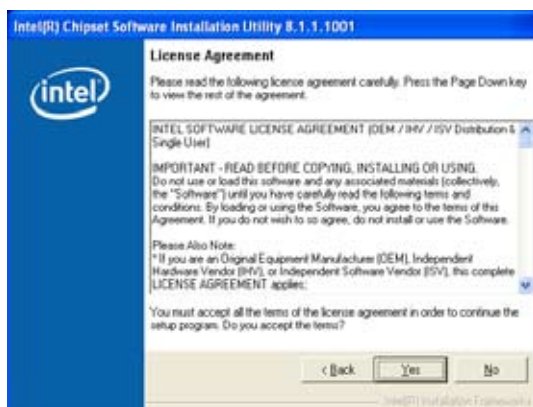 Intel(R) Chipset Software Installation Utility 8.1.1.1001
intel
License Agreement
Please read the following license agreement carefully. Press the Page Down key
to view the rest of the agreement.
INTEL SOFTWARE LICENSE AGREEMENT (OEM / IHV / ISV Distribution &
Single User)
IMPORTANT - READ BEFORE COPYING, INSTALLING OR USING.
Do not use or load this software and any associated materials (collectively,
the "Software") until you have carefully read the following terms and
conditions. By loading or using the Software, you agree to the terms of this
Agreement. If you do not wish to so agree, do not install or use the Software.
Please Also Note:
* If you are an Original Equipment Manufacturer (OEM), Independent
Hardware Vendor (IHV), or Independent Software Vendor (ISV), this complete
LICENSE AGREEMENT applies;
You must accept all the terms of the license agreement in order to continue the
setup program. Do you accept the terms?
< Back
Yes
No
Intel(R) Installation Framework